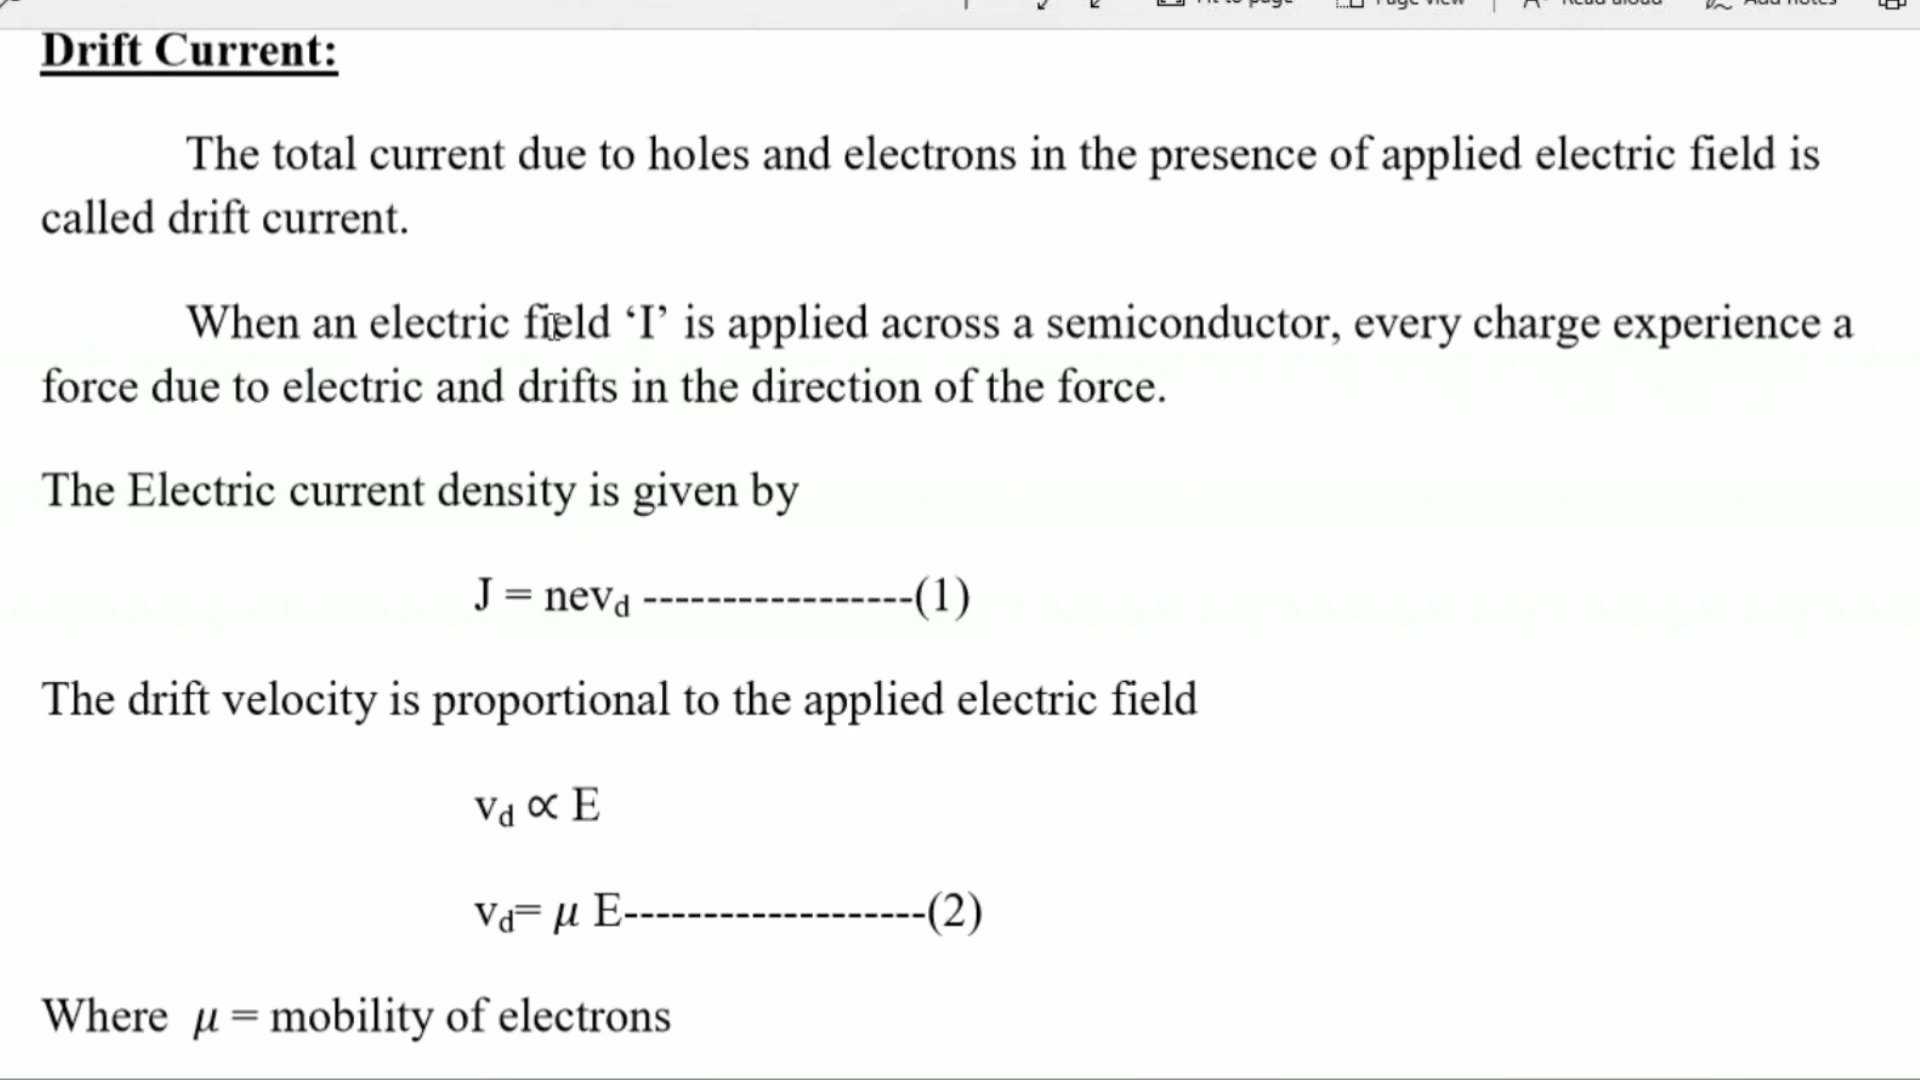 Drift Current:
The total current due to holes and electrons in the presence of applied electric field is
called drift current.
When an electric field ‘I’ is applied across a semiconductor, every charge experience a
force due to electric and drifts in the direction of the force.
The Electric current density is given by
J = nevd -----------------(1)
The drift velocity is proportional to the applied electric field
vd ∝ E
vd= μ E-------------------(2)
Where μ = mobility of electrons